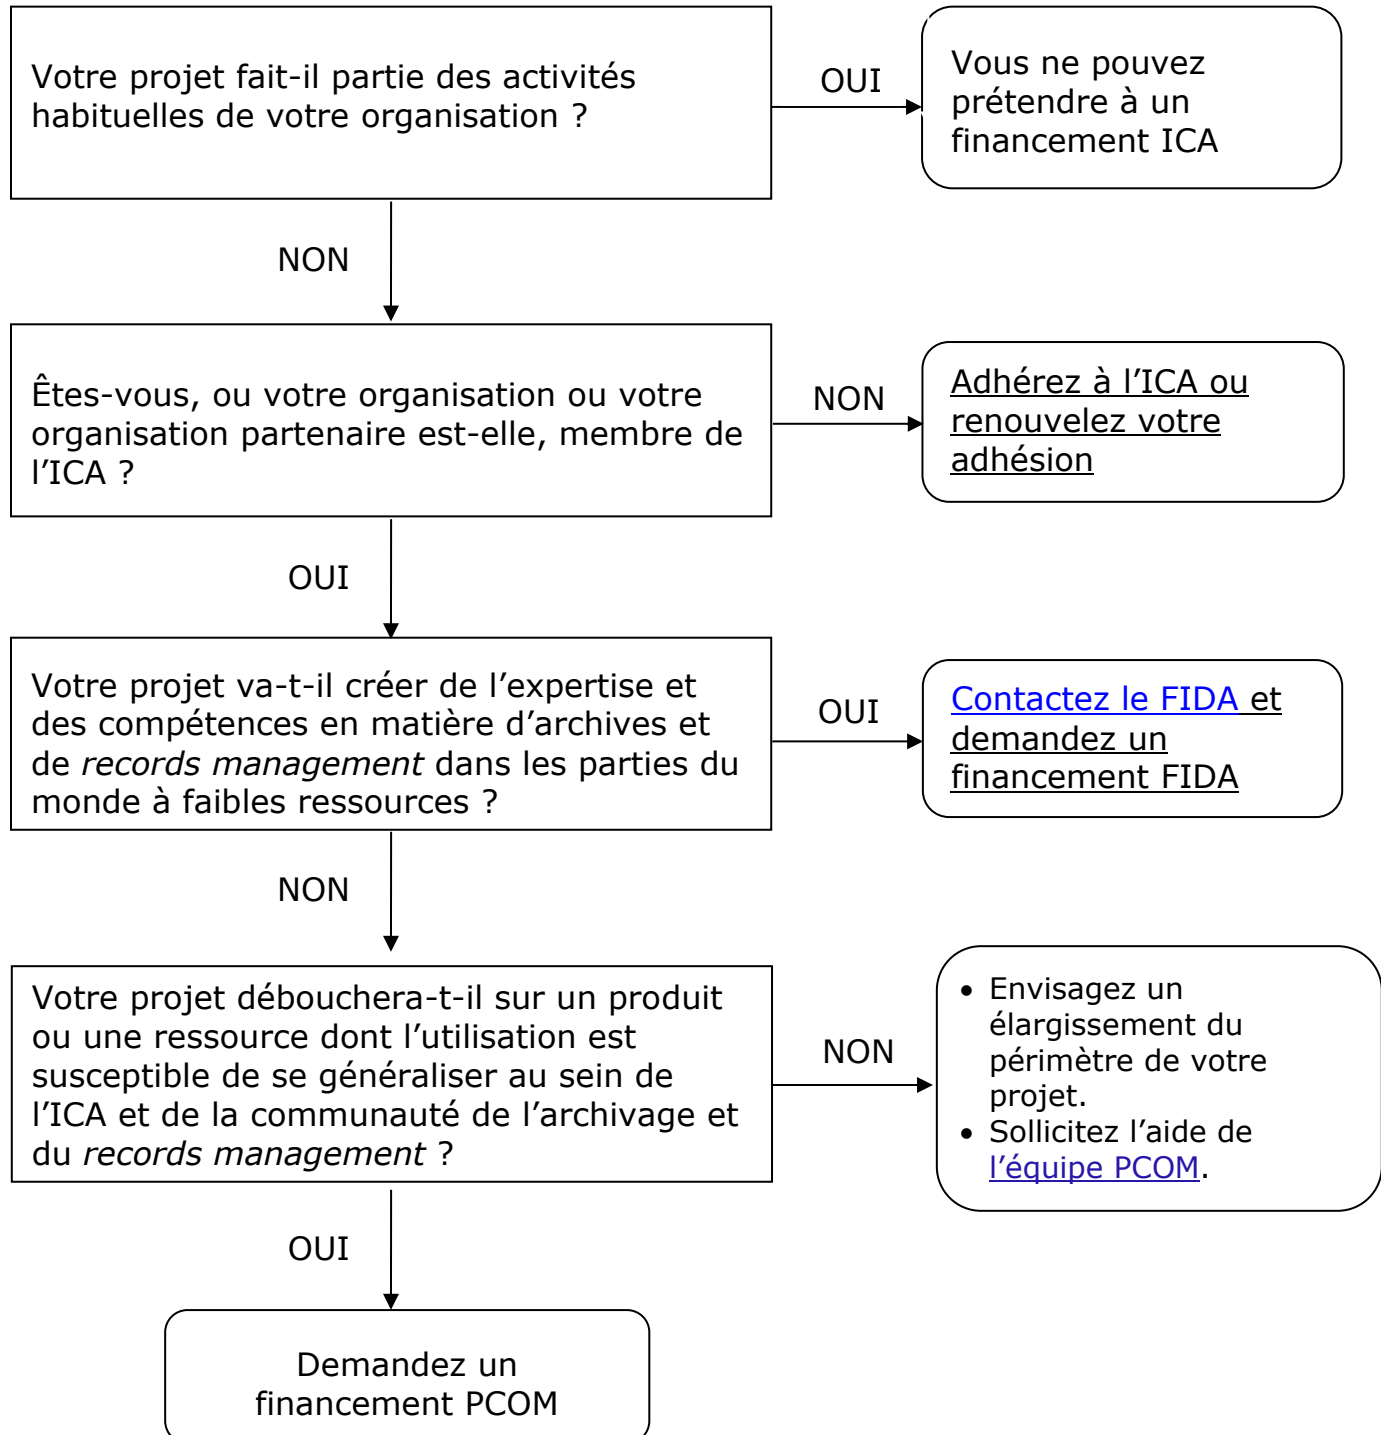 Votre projet fait-il partie des activités
habituelles de votre organisation ?
OUI
Vous ne pouvez
prétendre à un
financement ICA
NON
Êtes-vous, ou votre organisation ou votre
organisation partenaire est-elle, membre de
l’ICA ?
NON
Adhérez à l’ICA ou
renouvelez votre
adhésion
OUI
Votre projet va-t-il créer de l’expertise et
des compétences en matière d’archives et
de records management dans les parties du
monde à faibles ressources ?
OUI
Contactez le FIDA et
demandez un
financement FIDA
NON
Votre projet débouchera-t-il sur un produit
ou une ressource dont l’utilisation est
susceptible de se généraliser au sein de
l’ICA et de la communauté de l’archivage et
du records management ?
NON
• Envisagez un
élargissement du
périmètre de votre
projet.
• Sollicitez l’aide de
l’équipe PCOM.
OUI
Demandez un
financement PCOM